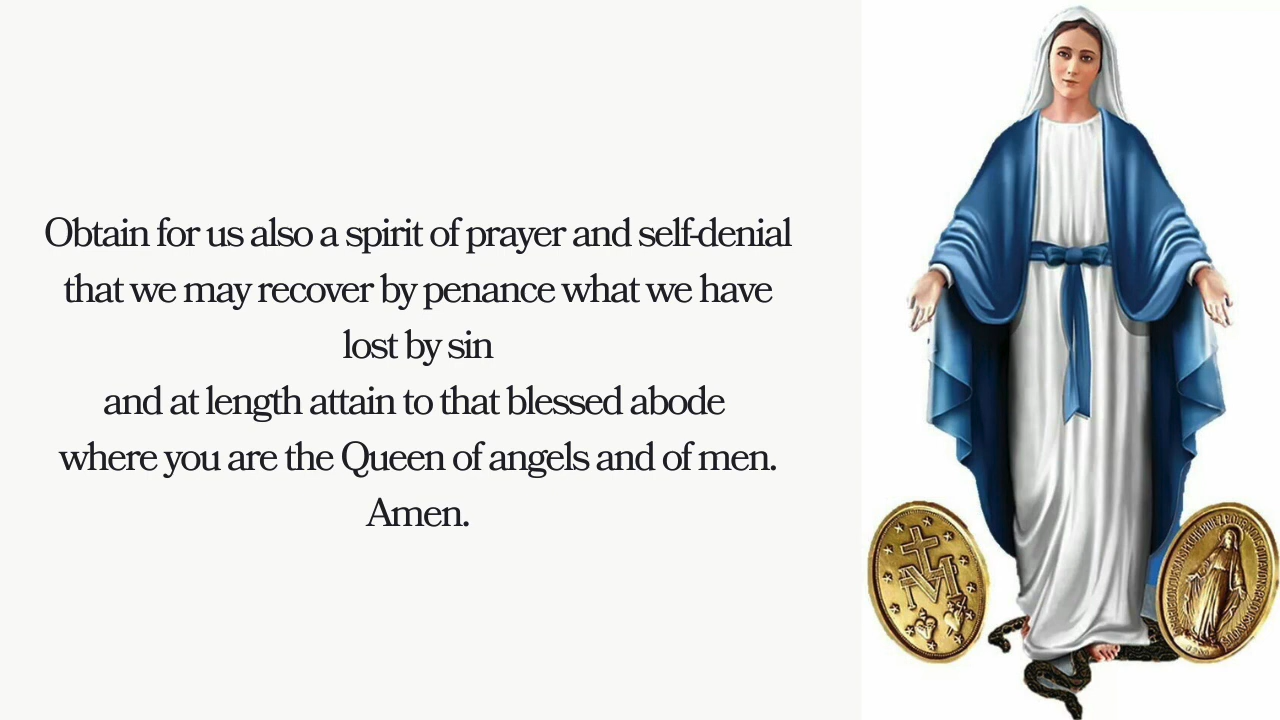 Obtain for us also a spirit of prayer and self-denial
that we may recover by penance what we have
lost by sin
and at length attain to that blessed abode
where you are the Queen of angels and of men.
Amen.
M